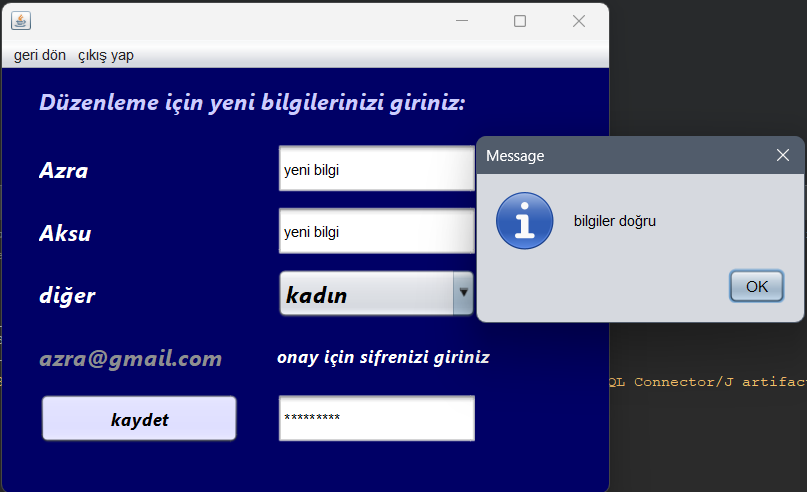 geri dön çıkış yap
Düzenleme için yeni bilgilerinizi giriniz:
Azra
yeni bilgi
Aksu
yeni bilgi
diğer
kadın
azra@gmail.com
onay için sifrenizi giriniz
kaydet
*********
Message
bilgiler doğru
OK
QL Connector/J artifac